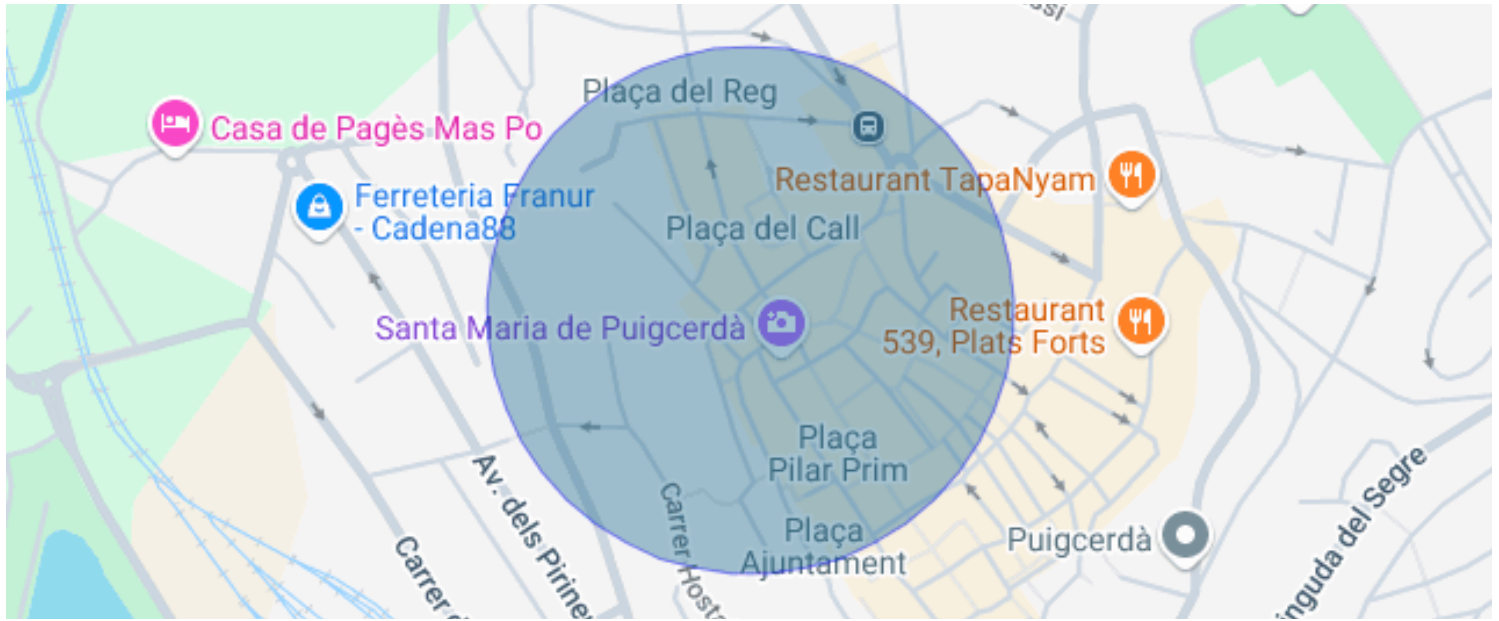 Plaça del Reg
Casa de Pagès Mas Po
Restaurant TapaNyam
Ferreteria Franur
- Cadena88
Plaça del Call
Santa Maria de Puigcerdà
Restaurant
539, Plats Forts
Plaça
Pilar Prim
Av. dels Pirine
Carrer Hosta
Plaça
Ajuntament
Puigcerdà
Carrer d
inguda del Segre